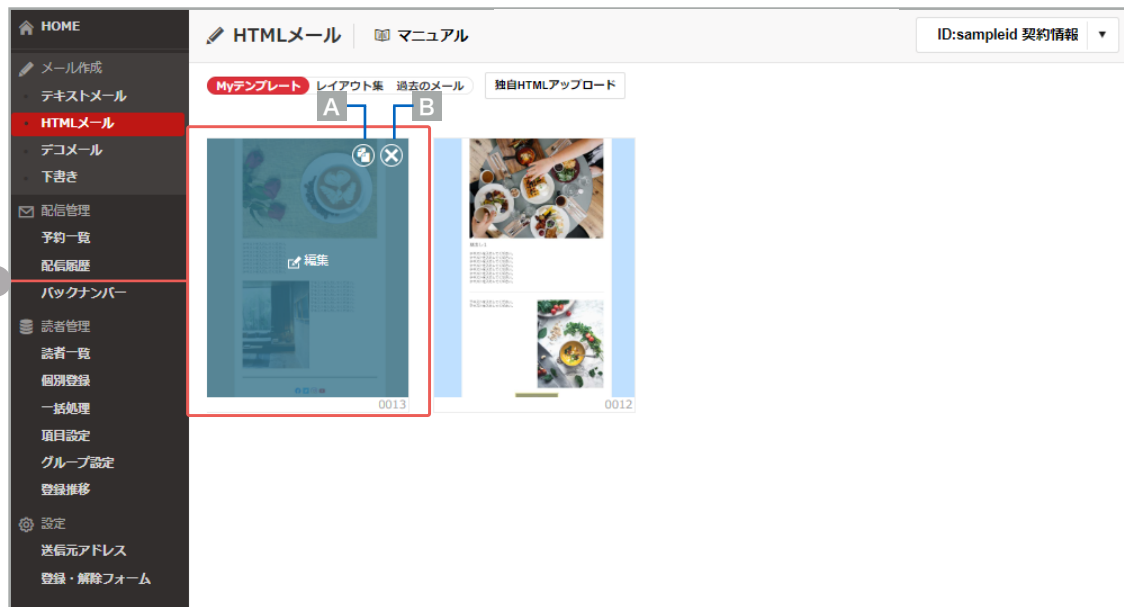 HOME
メール作成
テキストメール
HTMLメール
デコメール
下書き
配信管理
予約一覧
配信履歴
バックナンバー
読者管理
読者一覧
個別登録
一括処理
項目設定
グループ設定
登録推移
設定
送信元アドレス
登録・解除フォーム
HTMLメール
マニュアル
ID:sampleid 契約情報 ▼
Myテンプレート レイアウト集 過去のメール 独自HTMLアップロード
A B
編集
0013 0012